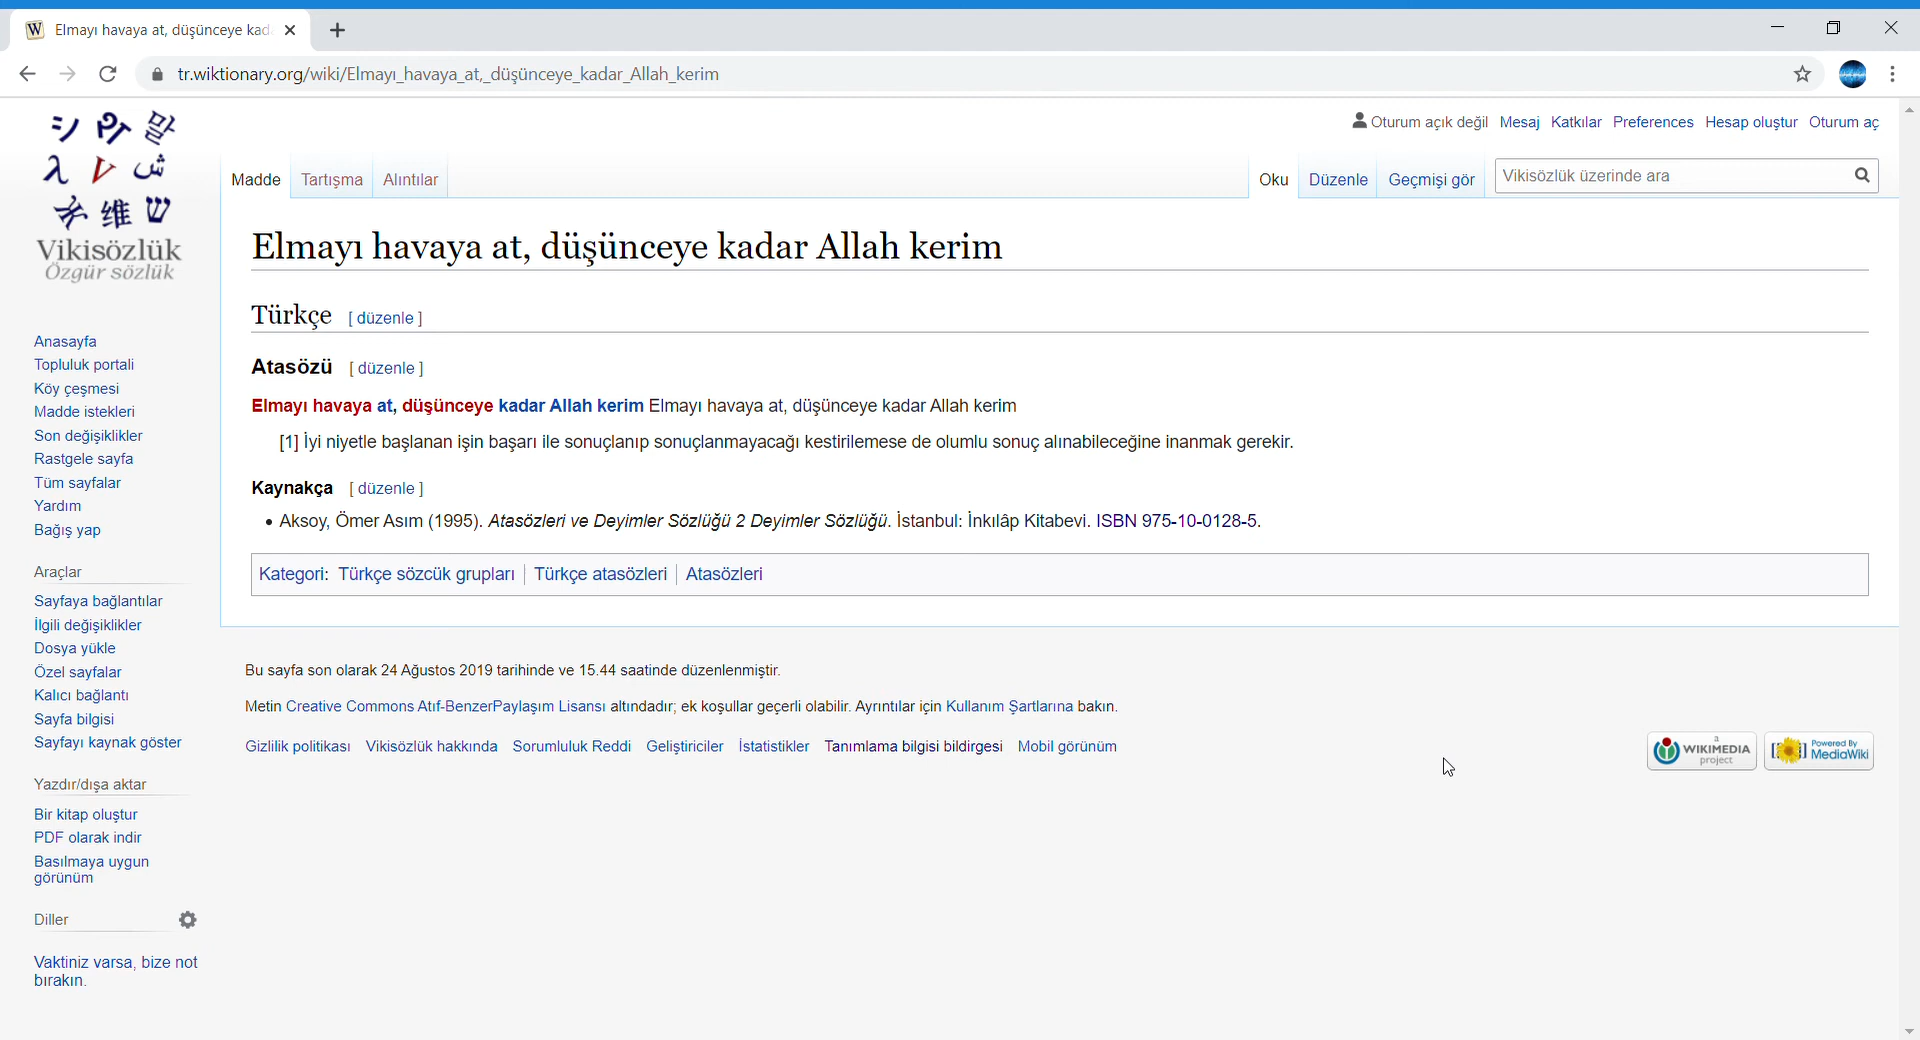 Elmayı havaya at, düşünceye kad
tr.wiktionary.org/wiki/Elmayı_havaya_at,_düşünceye_kadar_Allah_kerim
Vikisözlük
Özgür sözlük
Oturum açık değil Mesaj Katkılar Preferences Hesap oluştur Oturum aç
Madde Tartışma Alıntılar Oku Düzenle Geçmişi gör Vikisözlük üzerinde ara
Elmayı havaya at, düşünceye kadar Allah kerim
Türkçe [ düzenle ]
Atasözü [ düzenle ]
Elmayı havaya at, düşünceye kadar Allah kerim Elmayı havaya at, düşünceye kadar Allah kerim
[1] İyi niyetle başlanan işin başarı ile sonuçlanıp sonuçlanmayacağı kestirilemese de olumlu sonuç alınabileceğine inanmak gerekir.
Kaynakça [ düzenle ]
• Aksoy, Ömer Asım (1995). Atasözleri ve Deyimler Sözlüğü 2 Deyimler Sözlüğü. İstanbul: İnkılâp Kitabevi. ISBN 975-10-0128-5.
Kategori: Türkçe sözcük grupları | Türkçe atasözleri | Atasözleri
Bu sayfa son olarak 24 Ağustos 2019 tarihinde ve 15.44 saatinde düzenlenmiştir.
Metin Creative Commons Atıf-BenzerPaylaşım Lisansı altındadır; ek koşullar geçerli olabilir. Ayrıntılar için Kullanım Şartlarına bakın.
Gizlilik politikası Vikisözlük hakkında Sorumluluk Reddi Geliştiriciler İstatistikler Tanımlama bilgisi bildirgesi Mobil görünüm
a
WIKIMEDIA
project
Powered By
MediaWiki
Anasayfa
Topluluk portali
Köy çeşmesi
Madde istekleri
Son değişiklikler
Rastgele sayfa
Tüm sayfalar
Yardım
Bağış yap
Araçlar
Sayfaya bağlantılar
İlgili değişiklikler
Dosya yükle
Özel sayfalar
Kalıcı bağlantı
Sayfa bilgisi
Sayfayı kaynak göster
Yazdır/dışa aktar
Bir kitap oluştur
PDF olarak indir
Basılmaya uygun
görünüm
Diller
Vaktiniz varsa, bize not
bırakın.